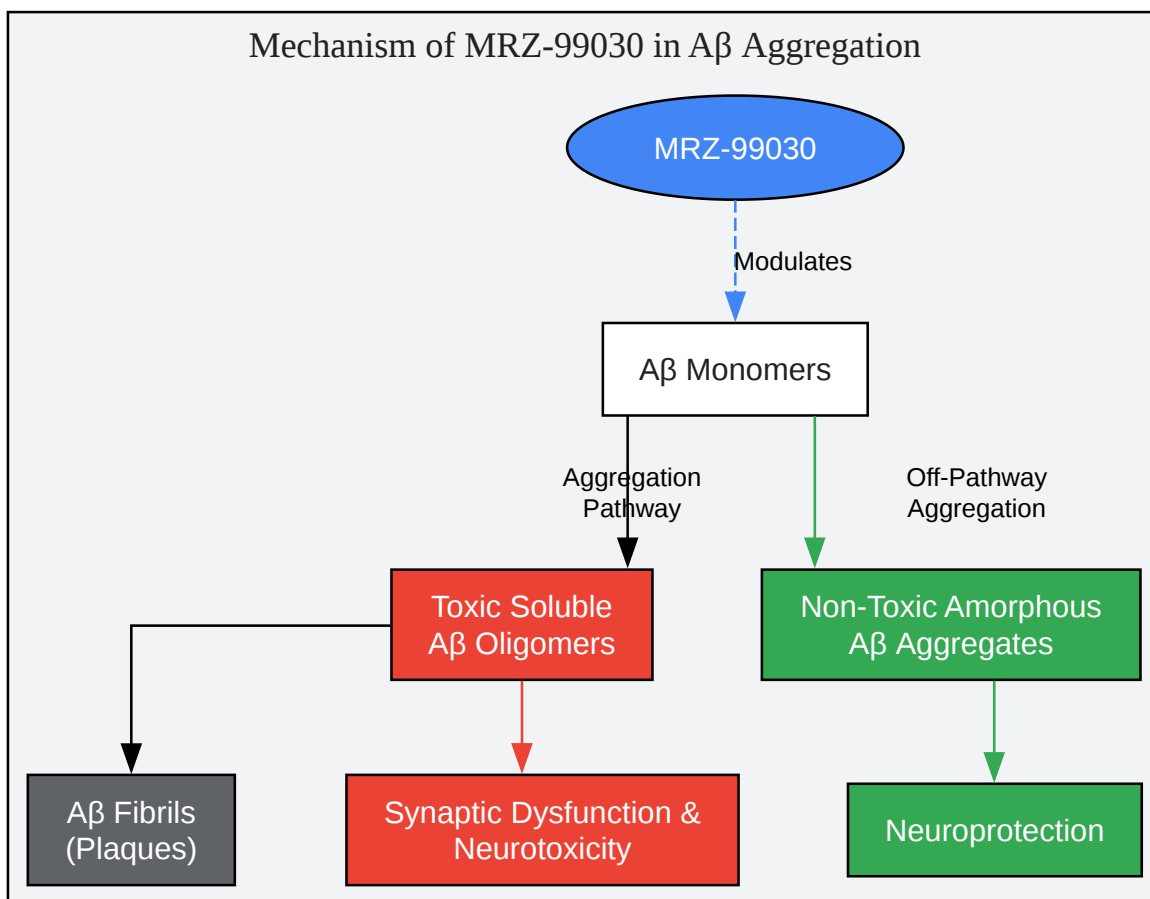 Mechanism of MRZ-99030 in Aβ Aggregation
MRZ-99030
Modulates
Aβ Monomers
Aggregation
Pathway
Off-Pathway
Aggregation
Toxic Soluble
Aβ Oligomers
Non-Toxic Amorphous
Aβ Aggregates
Aβ Fibrils
(Plaques)
Synaptic Dysfunction &
Neurotoxicity
Neuroprotection